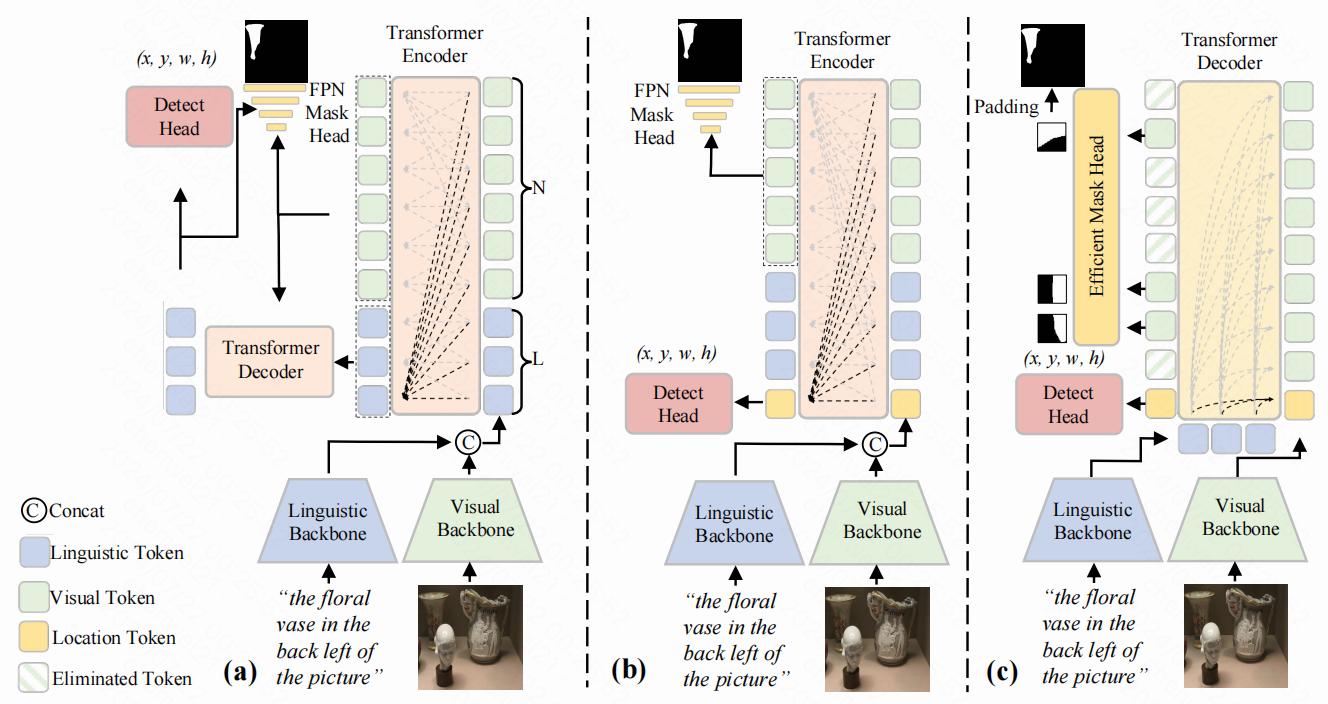 (x, y, w, h)
Detect
Head
FPN
Mask
Head
Transformer
Encoder
N
L
Transformer
Decoder
C
Linguistic
Backbone
Visual
Backbone
C Concat
Linguistic Token
Visual Token
Location Token
Eliminated Token
(a)
“the floral
vase in the
back left of
the picture”
FPN
Mask
Head
Transformer
Encoder
(x, y, w, h)
Detect
Head
C
Linguistic
Backbone
Visual
Backbone
(b)
“the floral
vase in the
back left of
the picture”
Transformer
Decoder
Padding
Efficient Mask Head
(x, y, w, h)
Detect
Head
Linguistic
Backbone
Visual
Backbone
(c)
“the floral
vase in the
back left of
the picture”